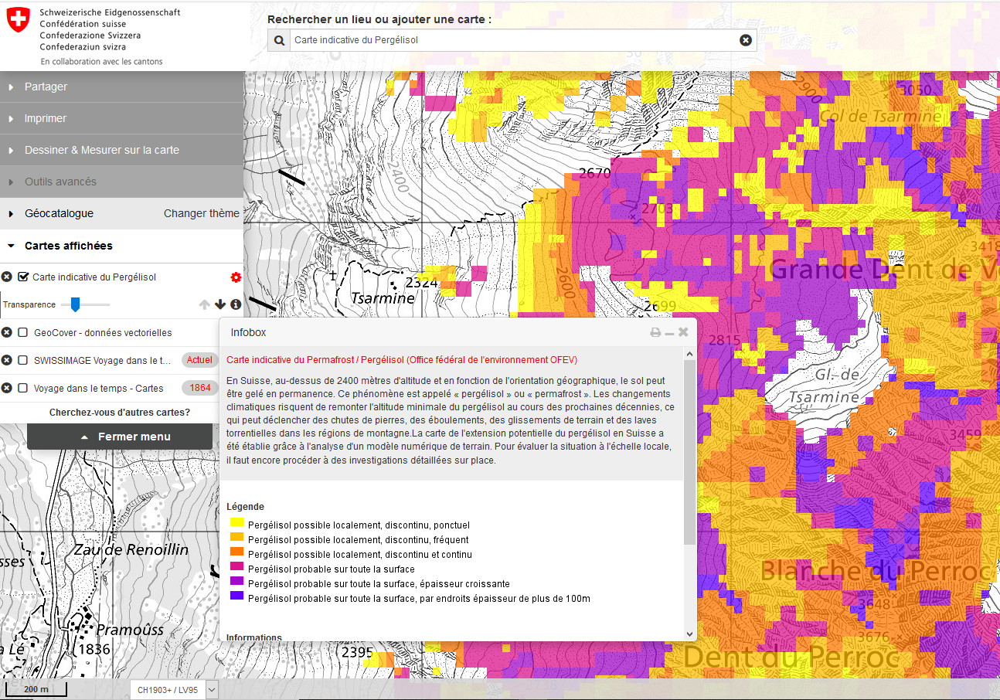 Schweizerische Eidgenossenschaft
Confédération suisse
Confederazione Svizzera
Confederaziun svizra
En collaboration avec les cantons
Rechercher un lieu ou ajouter une carte :
Carte indicative du Pergélisol
Partager
Imprimer
Dessiner & Mesurer sur la carte
Outils avancés
Géocatalogue Changer thème
Cartes affichées
Carte indicative du Pergélisol
Transparence
GeoCover - données vectorielles
SWISSIMAGE Voyage dans le t... Actuel
Voyage dans le temps - Cartes 1864
Cherchez-vous d'autres cartes?
Fermer menu
2900
3050
Col de Tsarmine
2400
2670
2703
3418
Grande Dent de Ve
2600
2324
Tsarmine
2699
2815
Gl. de
Tsarmine
3459
Infobox
Carte indicative du Permafrost / Pergélisol (Office fédéral de l'environnement OFEV)
En Suisse, au-dessus de 2400 mètres d'altitude et en fonction de l'orientation géographique, le sol peut
être gelé en permanence. Ce phénomène est appelé « pergélisol » ou « permafrost ». Les changements
climatiques risquent de remonter l'altitude minimale du pergélisol au cours des prochaines décennies, ce
qui peut déclencher des chutes de pierres, des éboulements, des glissements de terrain et des laves
torrentielles dans les régions de montagne.La carte de l'extension potentielle du pergélisol en Suisse a
été établie grâce à l'analyse d'un modèle numérique de terrain. Pour évaluer la situation à l'échelle locale,
il faut encore procéder à des investigations détaillées sur place.
Légende
Pergélisol possible localement, discontinu, ponctuel
Pergélisol possible localement, discontinu, fréquent
Pergélisol possible localement, discontinu et continu
Pergélisol probable sur toute la surface
Pergélisol probable sur toute la surface, épaisseur croissante
Pergélisol probable sur toute la surface, par endroits épaisseur de plus de 100m
Informations
Zau de Renoillin
sses
Pramoûss
1836
a Lé
2395
Blanche du Perroc
3648
3676
Dent du Perroc
200 m
CH1903+ / LV95